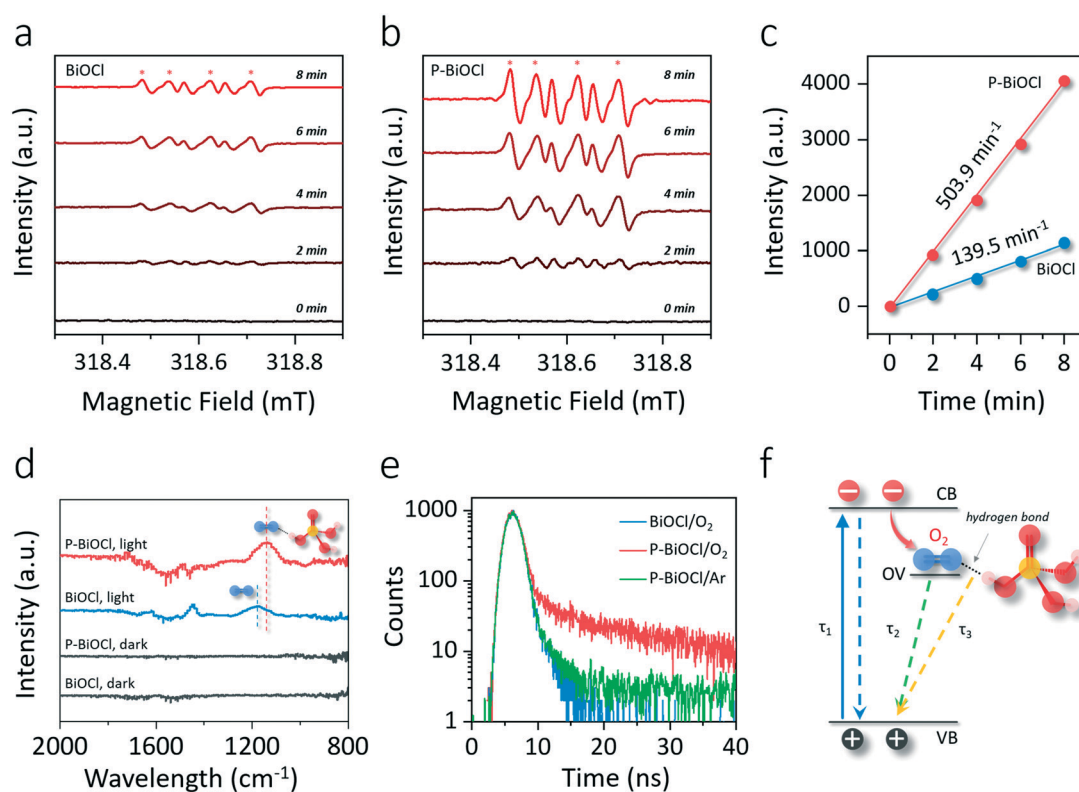 a
BiOCl
* * * *
8 min
6 min
4 min
2 min
0 min
Intensity (a.u.)
318.4 318.6 318.8
Magnetic Field (mT)
b
P-BiOCl
* * * *
8 min
6 min
4 min
2 min
0 min
Intensity (a.u.)
318.4 318.6 318.8
Magnetic Field (mT)
c
4000
3000
2000
1000
0
Intensity (a.u.)
P-BiOCl
503.9 min⁻¹
139.5 min⁻¹
BiOCl
0 2 4 6 8
Time (min)
d
P-BiOCl, light
BiOCl, light
P-BiOCl, dark
BiOCl, dark
Intensity (a.u.)
2000 1600 1200 800
Wavelength (cm⁻¹)
e
1000
100
10
1
Counts
BiOCl/O₂
P-BiOCl/O₂
P-BiOCl/Ar
0 10 20 30 40
Time (ns)
f
− −
CB
hydrogen bond
O₂
OV
τ₁
τ₂
τ₃
+ +
VB